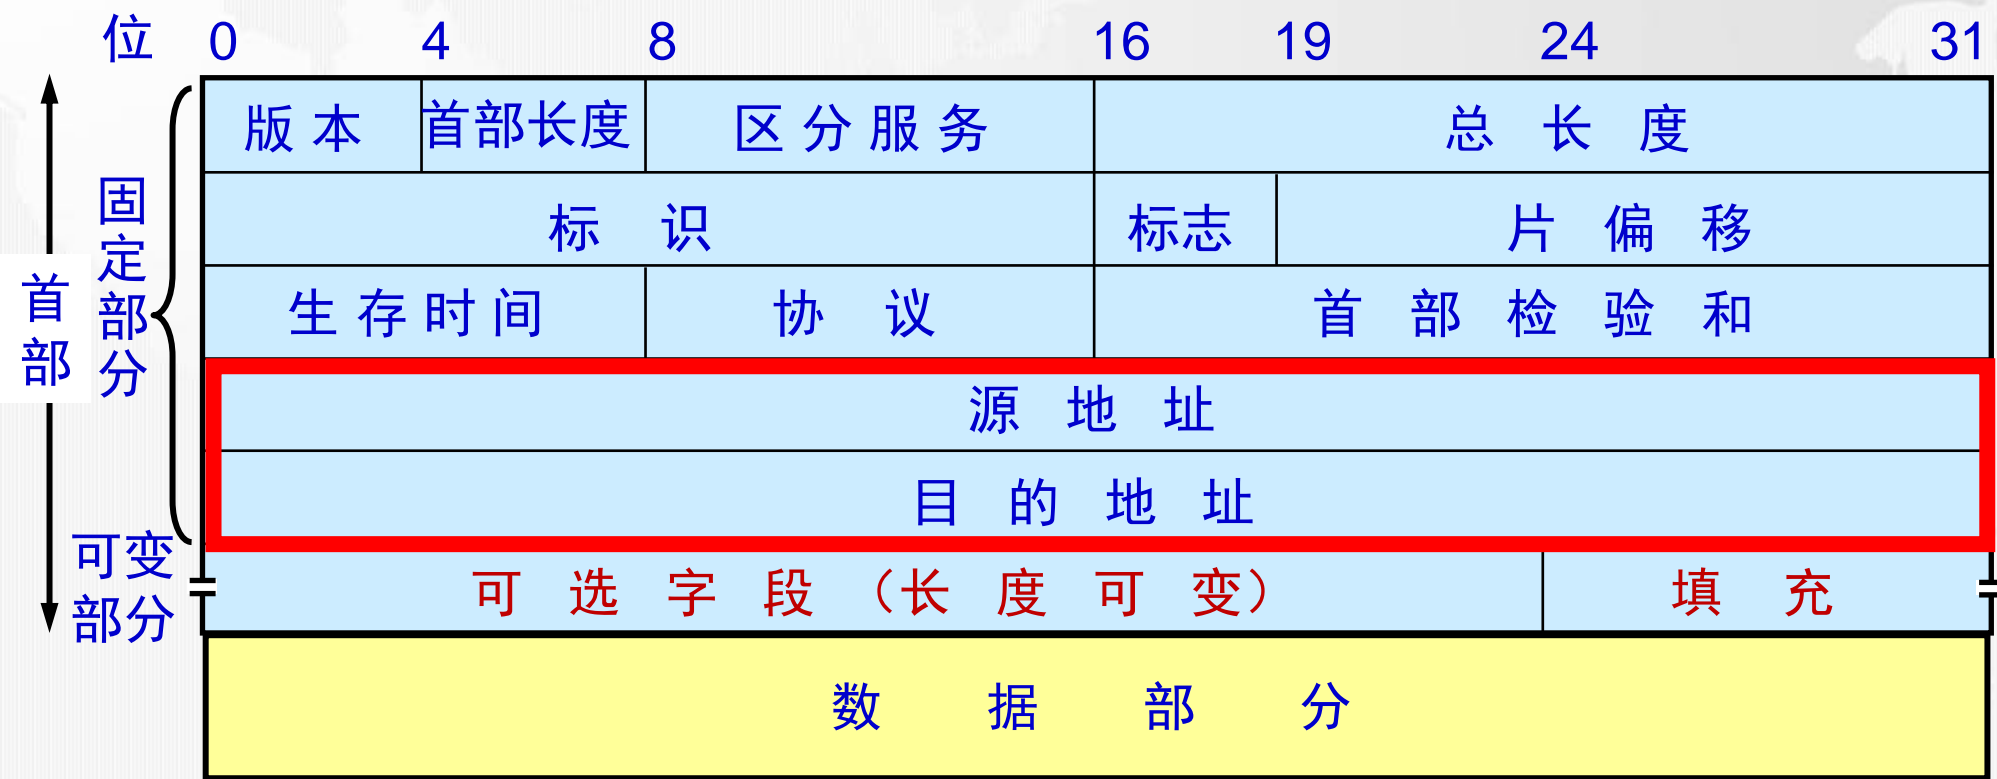 位 0 4 8 16 19 24 31
版 本 首部长度 区 分 服 务 总 长 度
标 识 标志 片 偏 移
生 存 时 间 协 议 首 部 检 验 和
源 地 址
目 的 地 址
可 选 字 段 （长 度 可 变） 填 充
数 据 部 分
首部
固定部分
可变
部分